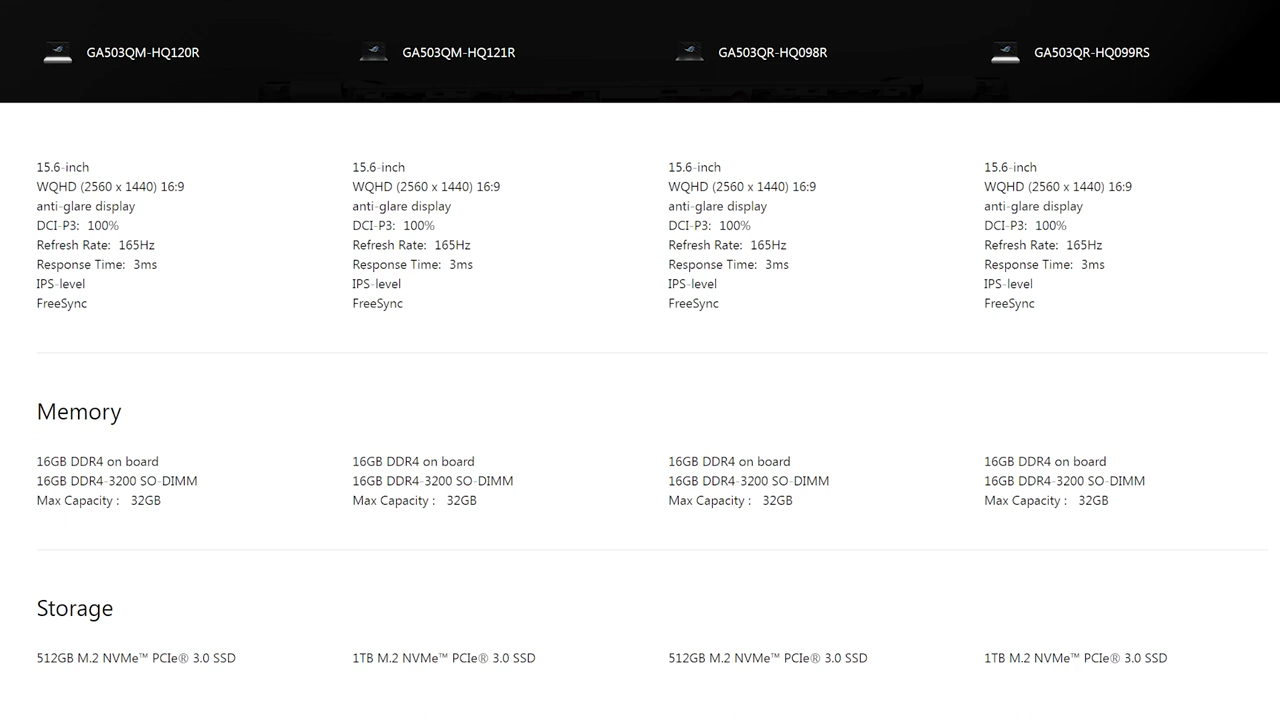 GA503QM-HQ120R GA503QM-HQ121R GA503QR-HQ098R GA503QR-HQ099RS
15.6-inch 15.6-inch 15.6-inch 15.6-inch
WQHD (2560 x 1440) 16:9 WQHD (2560 x 1440) 16:9 WQHD (2560 x 1440) 16:9 WQHD (2560 x 1440) 16:9
anti-glare display anti-glare display anti-glare display anti-glare display
DCI-P3: 100% DCI-P3: 100% DCI-P3: 100% DCI-P3: 100%
Refresh Rate: 165Hz Refresh Rate: 165Hz Refresh Rate: 165Hz Refresh Rate: 165Hz
Response Time: 3ms Response Time: 3ms Response Time: 3ms Response Time: 3ms
IPS-level IPS-level IPS-level IPS-level
FreeSync FreeSync FreeSync FreeSync
Memory
16GB DDR4 on board 16GB DDR4 on board 16GB DDR4 on board 16GB DDR4 on board
16GB DDR4-3200 SO-DIMM 16GB DDR4-3200 SO-DIMM 16GB DDR4-3200 SO-DIMM 16GB DDR4-3200 SO-DIMM
Max Capacity : 32GB Max Capacity : 32GB Max Capacity : 32GB Max Capacity : 32GB
Storage
512GB M.2 NVMe™ PCIe® 3.0 SSD 1TB M.2 NVMe™ PCIe® 3.0 SSD 512GB M.2 NVMe™ PCIe® 3.0 SSD 1TB M.2 NVMe™ PCIe® 3.0 SSD